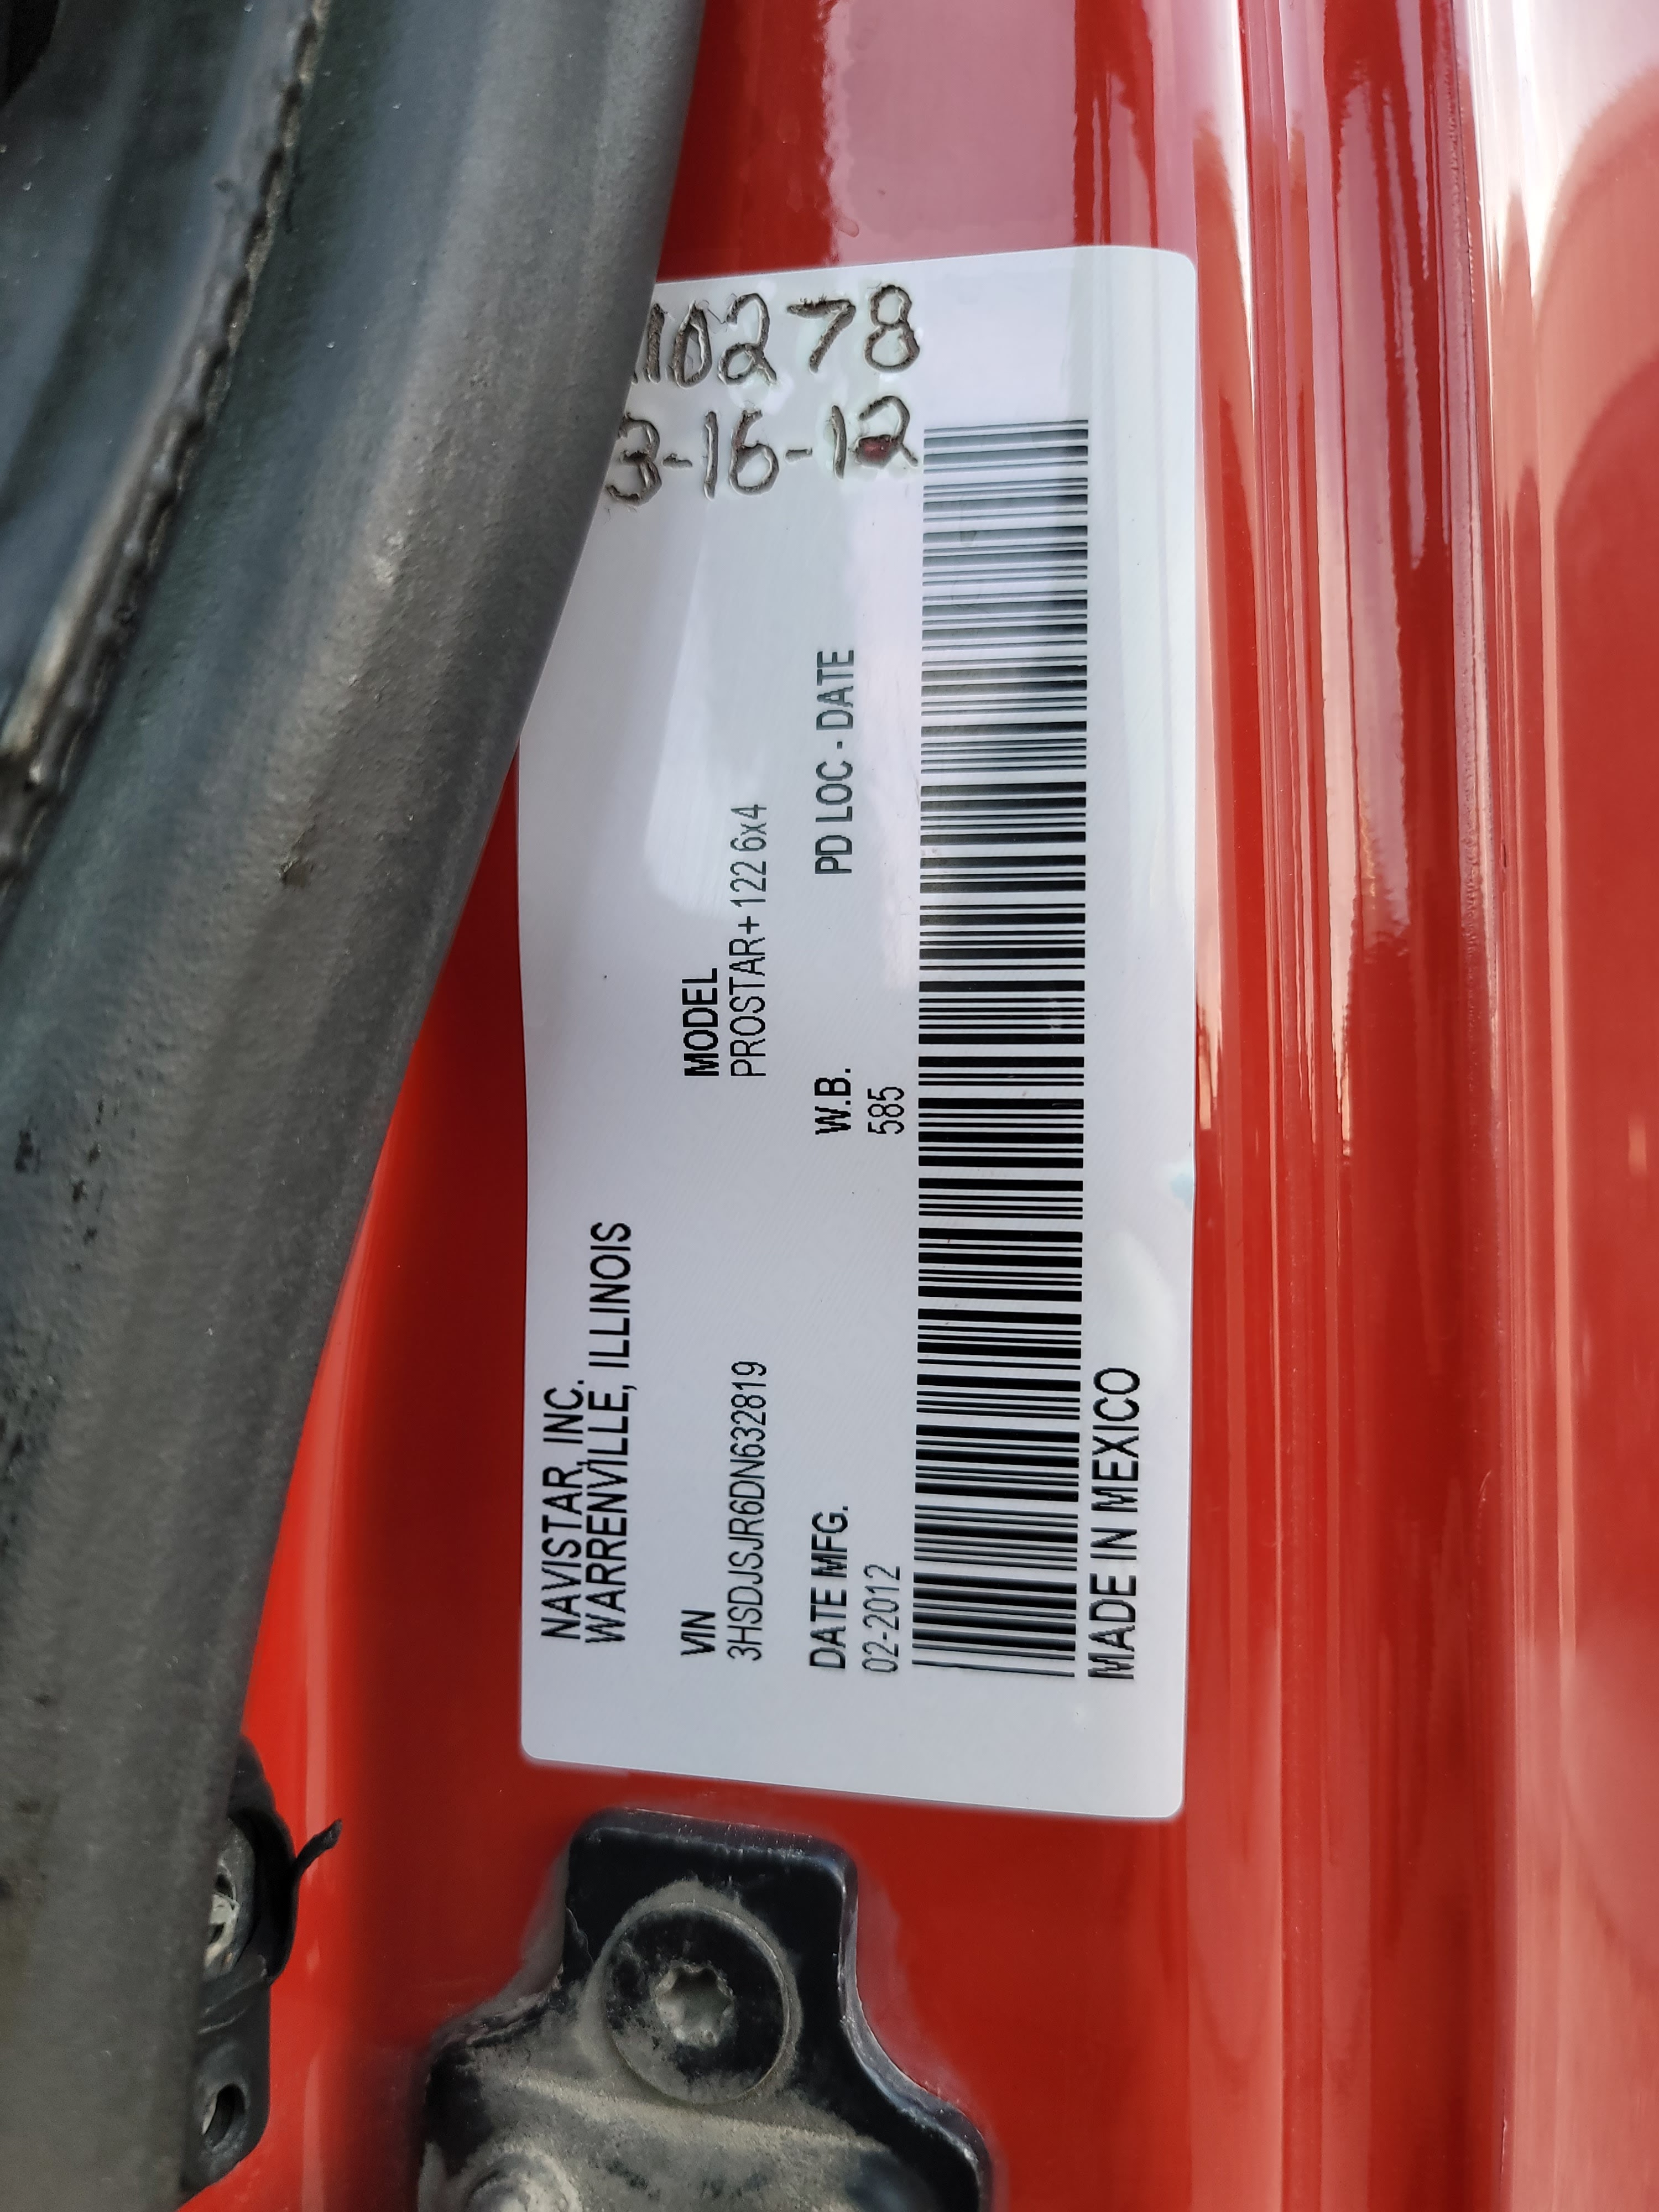 NAVISTAR, INC.
WARRENVILLE, ILLINOIS
VIN
3HSDJSJR6DN632819
MODEL
PROSTAR+ 122 6x4
DATE MFG.
02-2012
W.B.
585
PD LOC - DATE
MADE IN MEXICO
10278
3-16-12